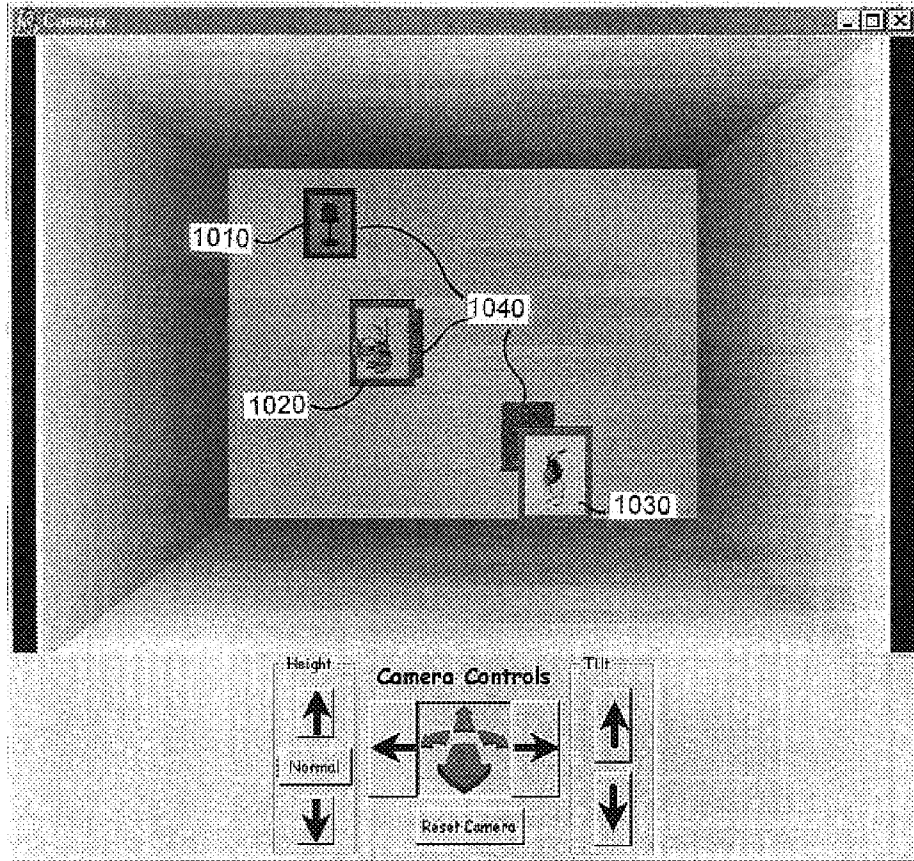 Camera
1010
1040
1020
1030
Height
Camera Controls
Tilt
Normal
Reset Camera